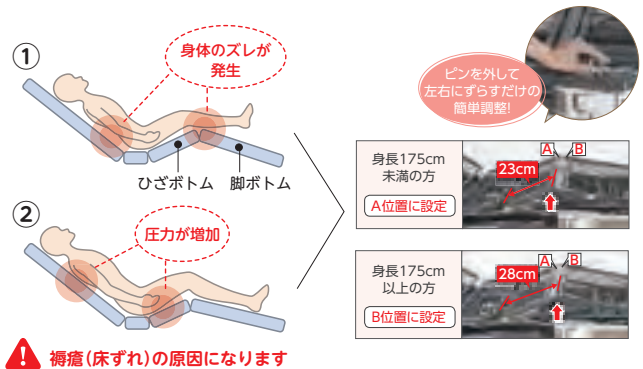 ①
身体のズレが
発生
ひざボトム
脚ボトム
②
圧力が増加
褥瘡(床ずれ)の原因になります
ピンを外して
左右にずらすだけの
簡単調整!
身長175cm
未満の方
A位置に設定
A
B
23cm
身長175cm
以上の方
B位置に設定
A
B
28cm